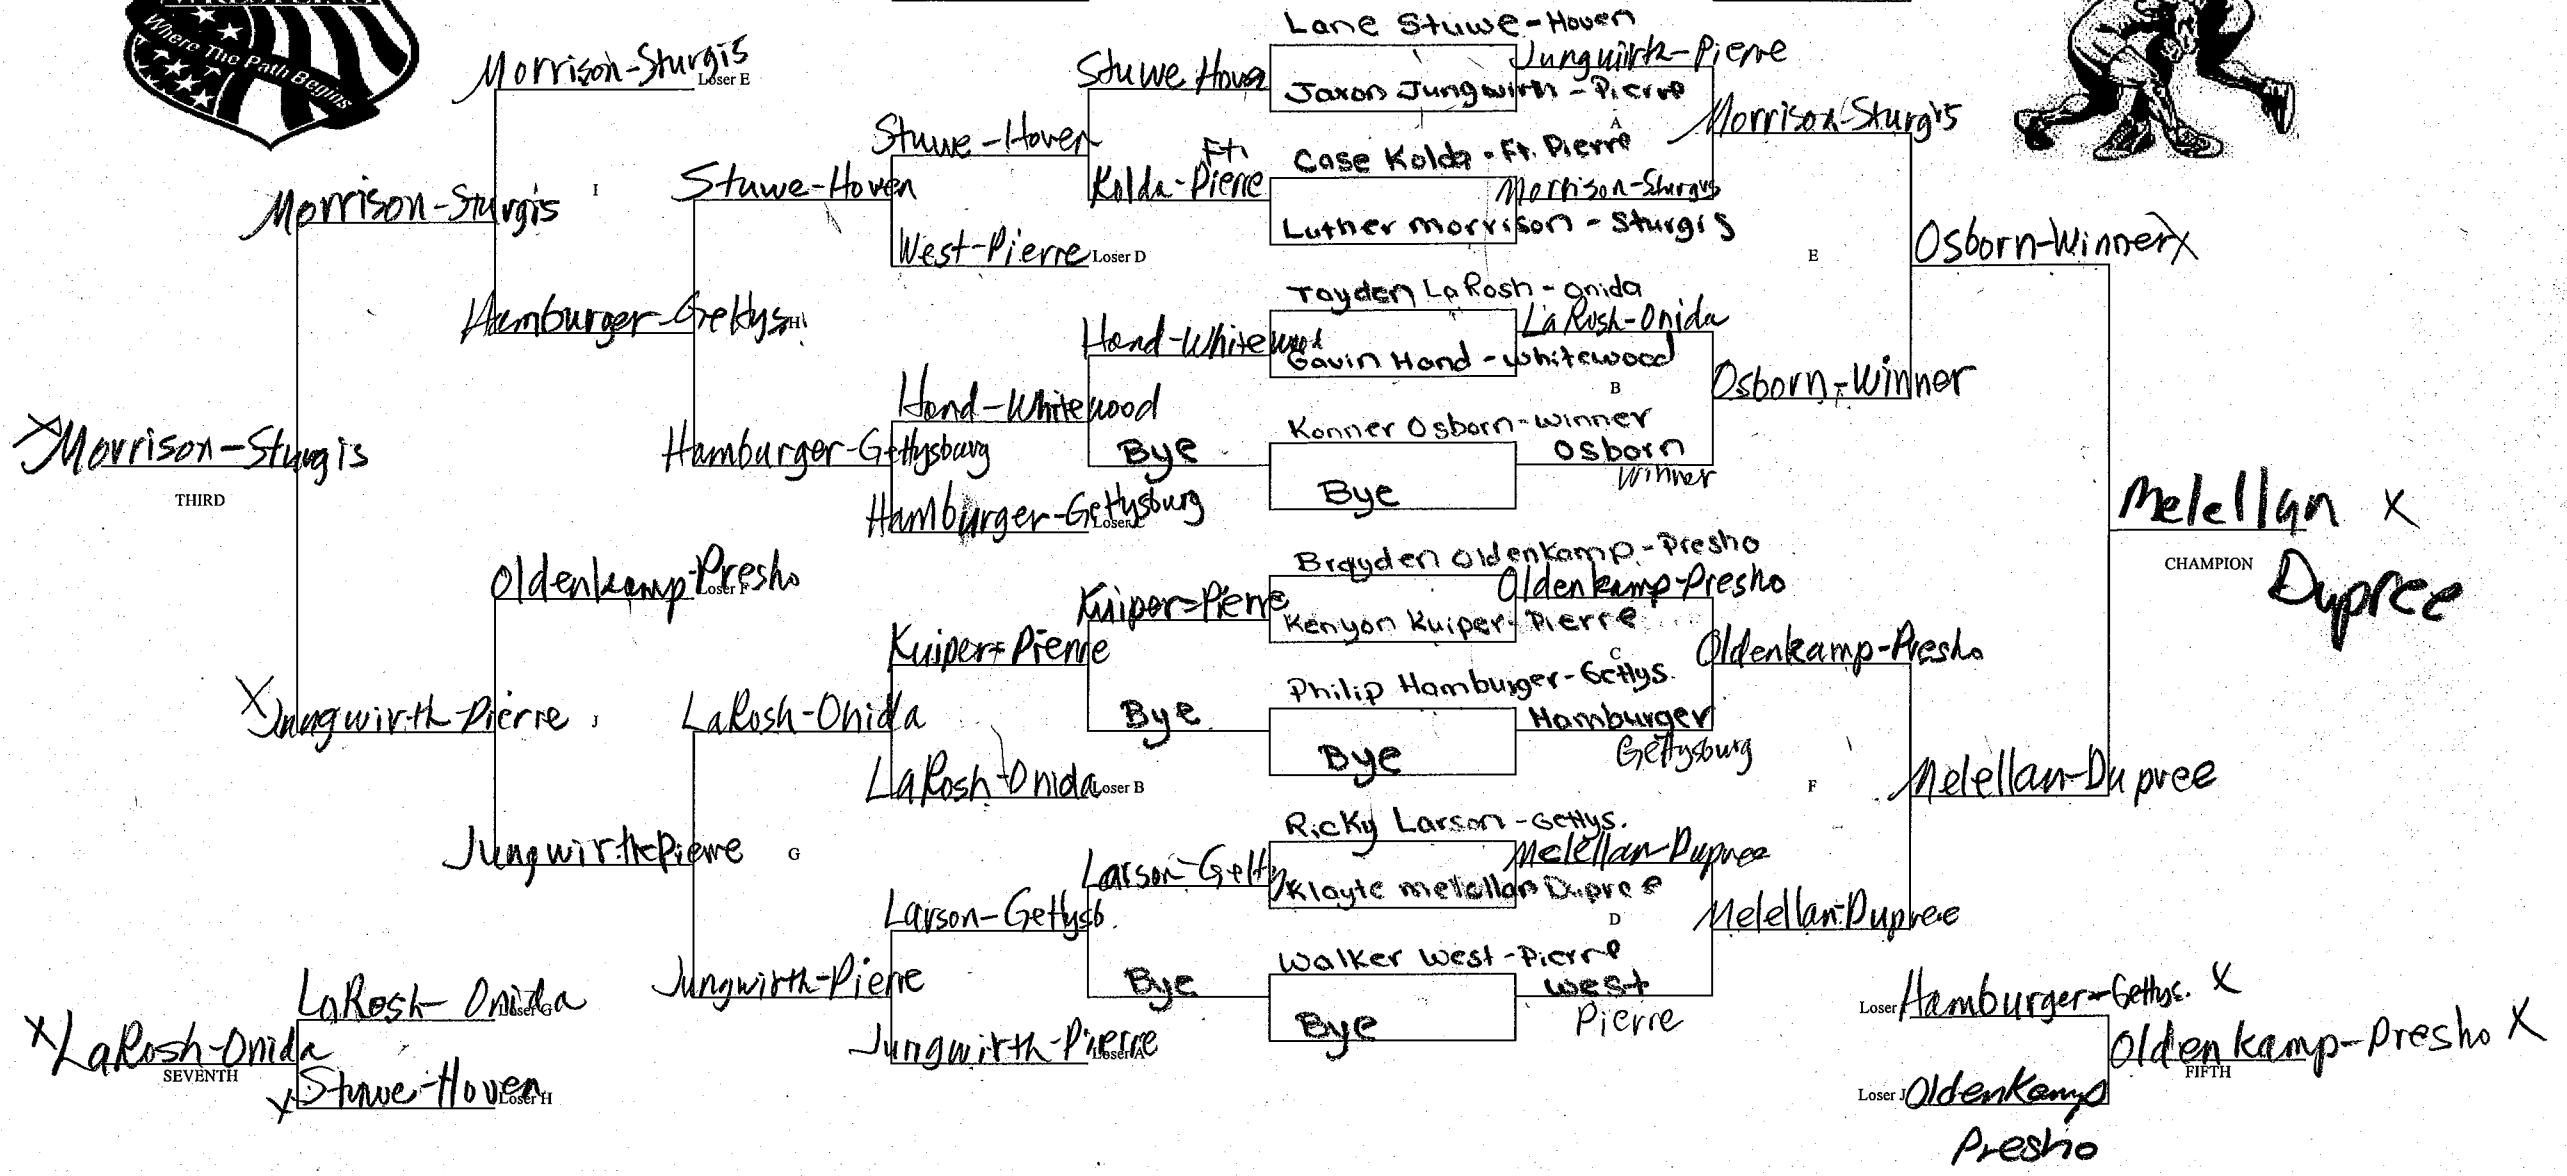 Where The Path Begins
Morrison-Sturgis
Loser E
Morrison-Sturgis
I
Hamburger-Gettys
H
Morrison-Sturgis
THIRD
Oldenkamp-Presho
Loser F
Jungwirth-Pierre
J
Jungwirth-Pierre
G
LaRosh-Onida
Loser G
LaRosh-Onida
SEVENTH
Stuwe-Hoven
Loser H
Stuwe-Hoven
Hamburger-Gettysburg
LaRosh-Onida
Jungwirth-Pierre
Stuwe-Hoven
West-Pierre
Loser D
Hand-Whitewood
Hamburger-Gettysburg
Loser
Kuiper-Pierre
LaRosh-Onida
Loser B
Larson-Gettysb.
Jungwirth-Pierre
Loser A
Stuwe Hoven
Ft.
Kolda-Pierre
Hand-Whitewood
Bye
Kuiper-Pierre
Bye
Larson-Getty
Bye
Lane Stuwe-Hoven
Jaxon Jungwirth-Pierre
A
Case Kolda-Ft. Pierre
Luther Morrison-Sturgis
Tayden LaRosh-Onida
Gavin Hand-Whitewood
B
Konner Osborn-Winner
Bye
Brayden Oldenkamp-Presho
Kenyon Kuiper-Pierre
C
Philip Hamburger-Gettys.
Bye
Ricky Larson-Gettys.
Klayte Melellan Dupree
D
Walker West-Pierre
Bye
Jungwirth-Pierre
Morrison-Sturgis
LaRosh-Onida
Osborn
Winner
Oldenkamp-Presho
Hamburger
Gettysburg
Melellan-Dupree
West
Pierre
Morrison-Sturgis
E
Osborn-Winner
Oldenkamp-Presho
F
Melellan-Dupree
Osborn-Winner X
Melellan-Dupree
Melellan X
CHAMPION
Dupree
Loser
Hamburger-Gettys. X
Oldenkamp-Presho X
FIFTH
Loser J
Oldenkamp
Presho